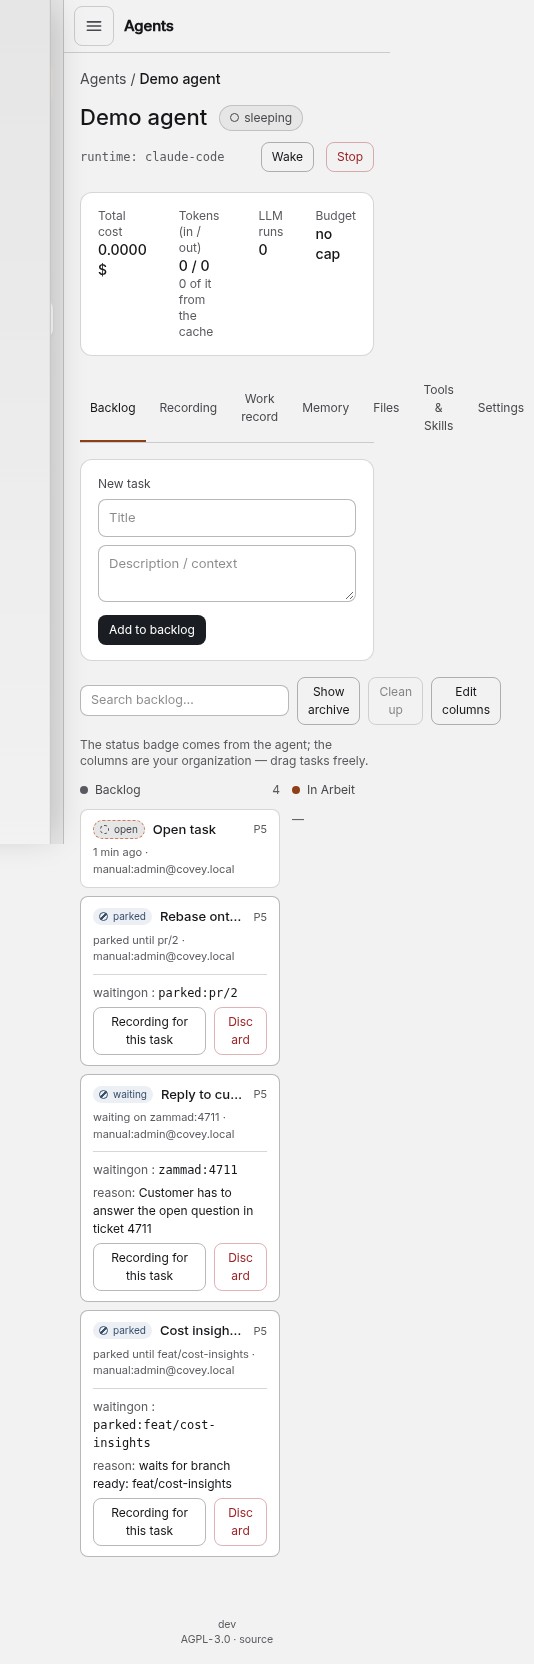 Agents
Agents / Demo agent
Demo agent
sleeping
runtime: claude-code
Wake
Stop
Total
cost
0.0000
$
Tokens
(in /
out)
0 / 0
0 of it
from
the
cache
LLM
runs
0
Budget
no
cap
Backlog
Recording
Work
record
Memory
Files
Tools
&
Skills
Settings
New task
Title
Description / context
Add to backlog
Search backlog...
Show
archive
Clean
up
Edit
columns
The status badge comes from the agent; the
columns are your organization — drag tasks freely.
Backlog 4
In Arbeit
—
open Open task P5
1 min ago ·
manual:admin@covey.local
parked Rebase ont... P5
parked until pr/2 ·
manual:admin@covey.local
waitingon : parked:pr/2
Recording for
this task
Disc
ard
waiting Reply to cu... P5
waiting on zammad:4711 ·
manual:admin@covey.local
waitingon : zammad:4711
reason: Customer has to
answer the open question in
ticket 4711
Recording for
this task
Disc
ard
parked Cost insigh... P5
parked until feat/cost-insights ·
manual:admin@covey.local
waitingon :
parked:feat/cost-
insights
reason: waits for branch
ready: feat/cost-insights
Recording for
this task
Disc
ard
dev
AGPL-3.0 · source